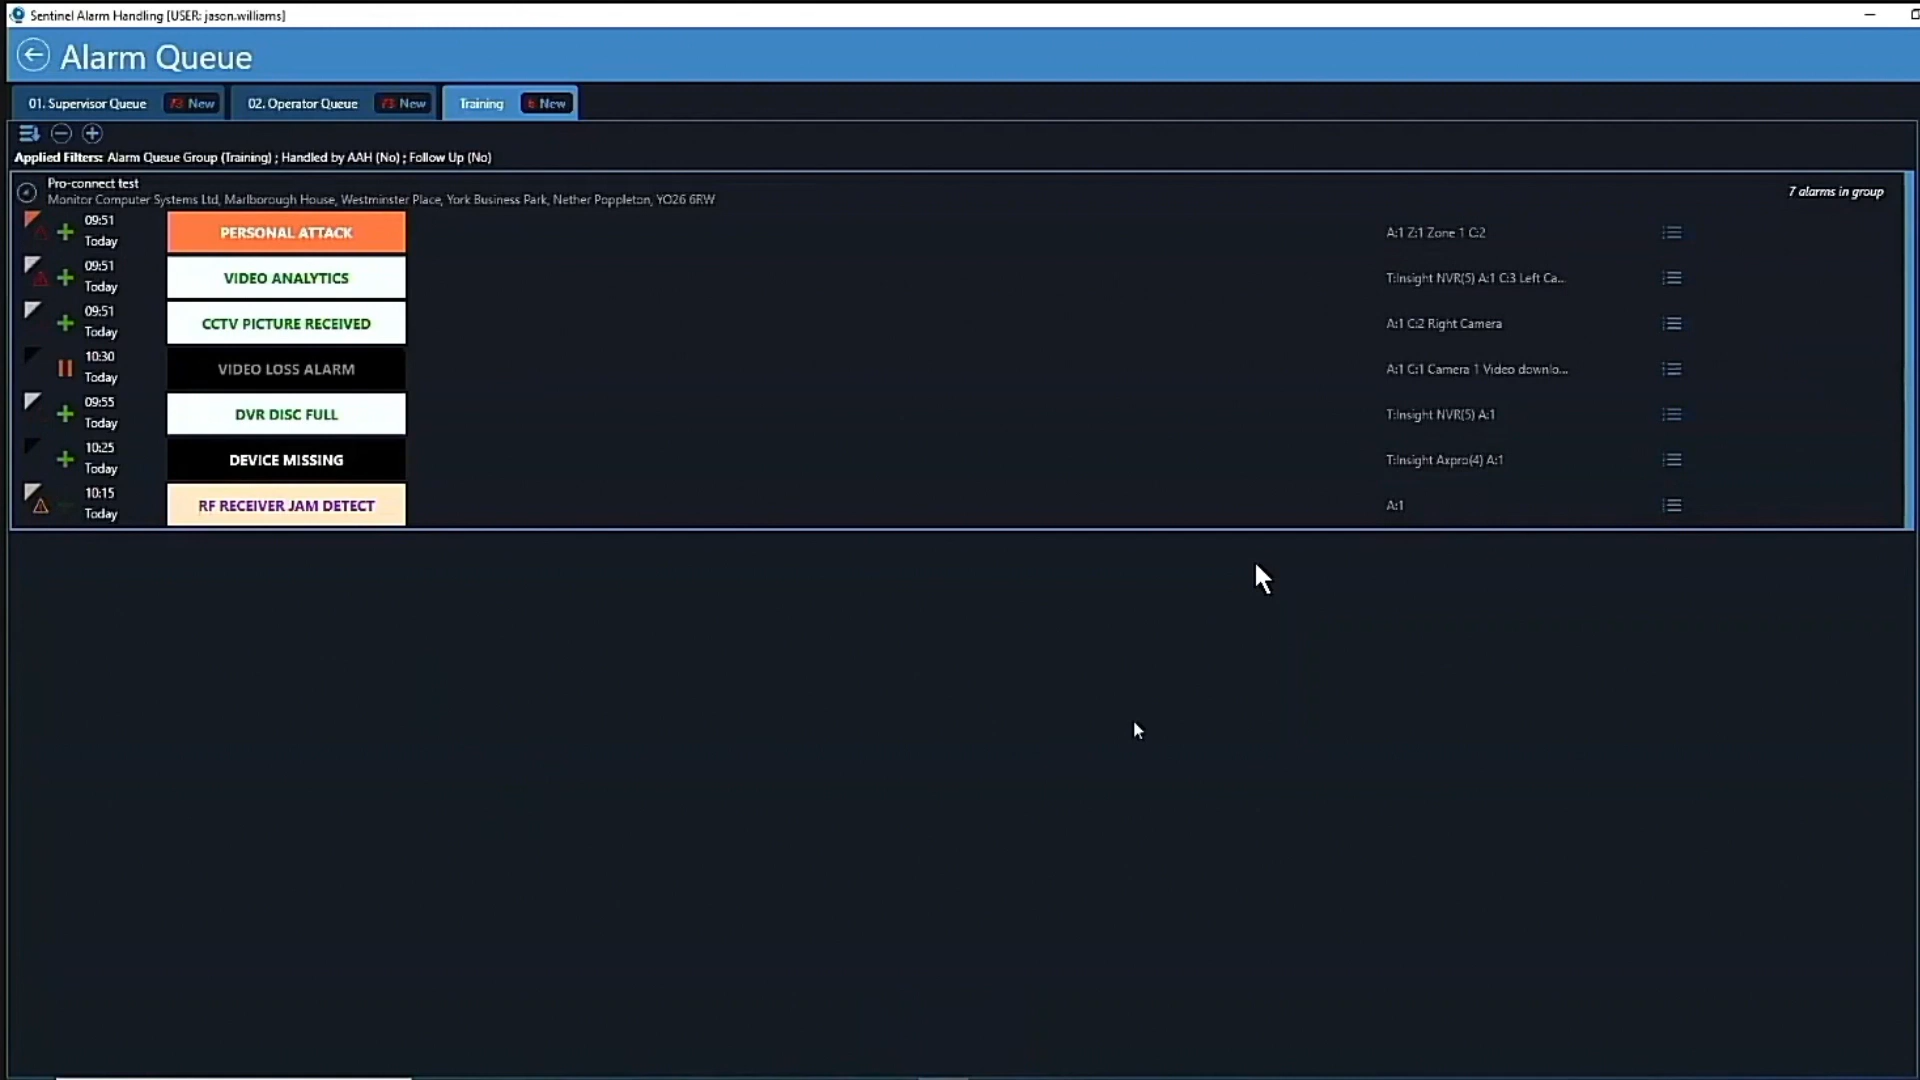 Sentinel Alarm Handling [USER: jason.williams]
Alarm Queue
01. Supervisor Queue 73 New 02. Operator Queue 73 New Training 6 New
Applied Filters: Alarm Queue Group (Training) ; Handled by AAH (No) ; Follow Up (No)
Pro-connect test
Monitor Computer Systems Ltd, Marlborough House, Westminster Place, York Business Park, Nether Poppleton, YO26 6RW
7 alarms in group
09:51
Today
PERSONAL ATTACK
A:1 Z:1 Zone 1 C:2
09:51
Today
VIDEO ANALYTICS
T:Insight NVR(5) A:1 C:3 Left Ca...
09:51
Today
CCTV PICTURE RECEIVED
A:1 C:2 Right Camera
10:30
Today
VIDEO LOSS ALARM
A:1 C:1 Camera 1 Video downlo...
09:55
Today
DVR DISC FULL
T:Insight NVR(5) A:1
10:25
Today
DEVICE MISSING
T:Insight Axpro(4) A:1
10:15
Today
RF RECEIVER JAM DETECT
A:1